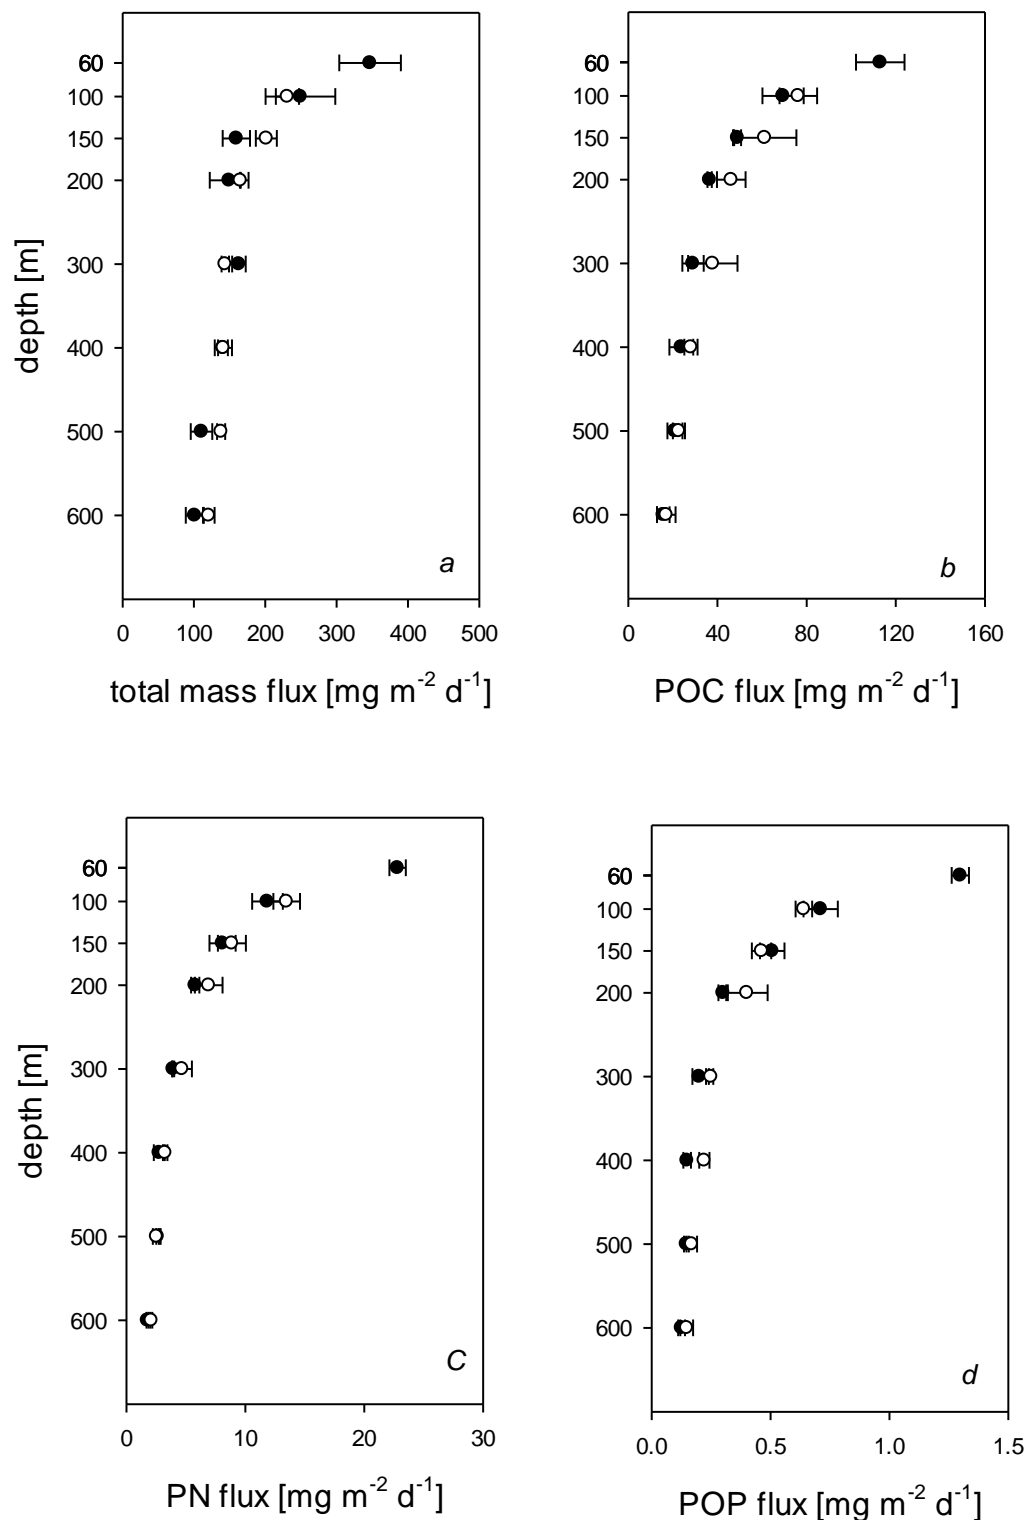 60
100
150
200
300
400
500
600
depth [m]
a
0 100 200 300 400 500
total mass flux [mg m-2 d-1]
60
100
150
200
300
400
500
600
b
0 40 80 120 160
POC flux [mg m-2 d-1]
60
100
150
200
300
400
500
600
depth [m]
C
0 10 20 30
PN flux [mg m-2 d-1]
60
100
150
200
300
400
500
600
d
0.0 0.5 1.0 1.5
POP flux [mg m-2 d-1]